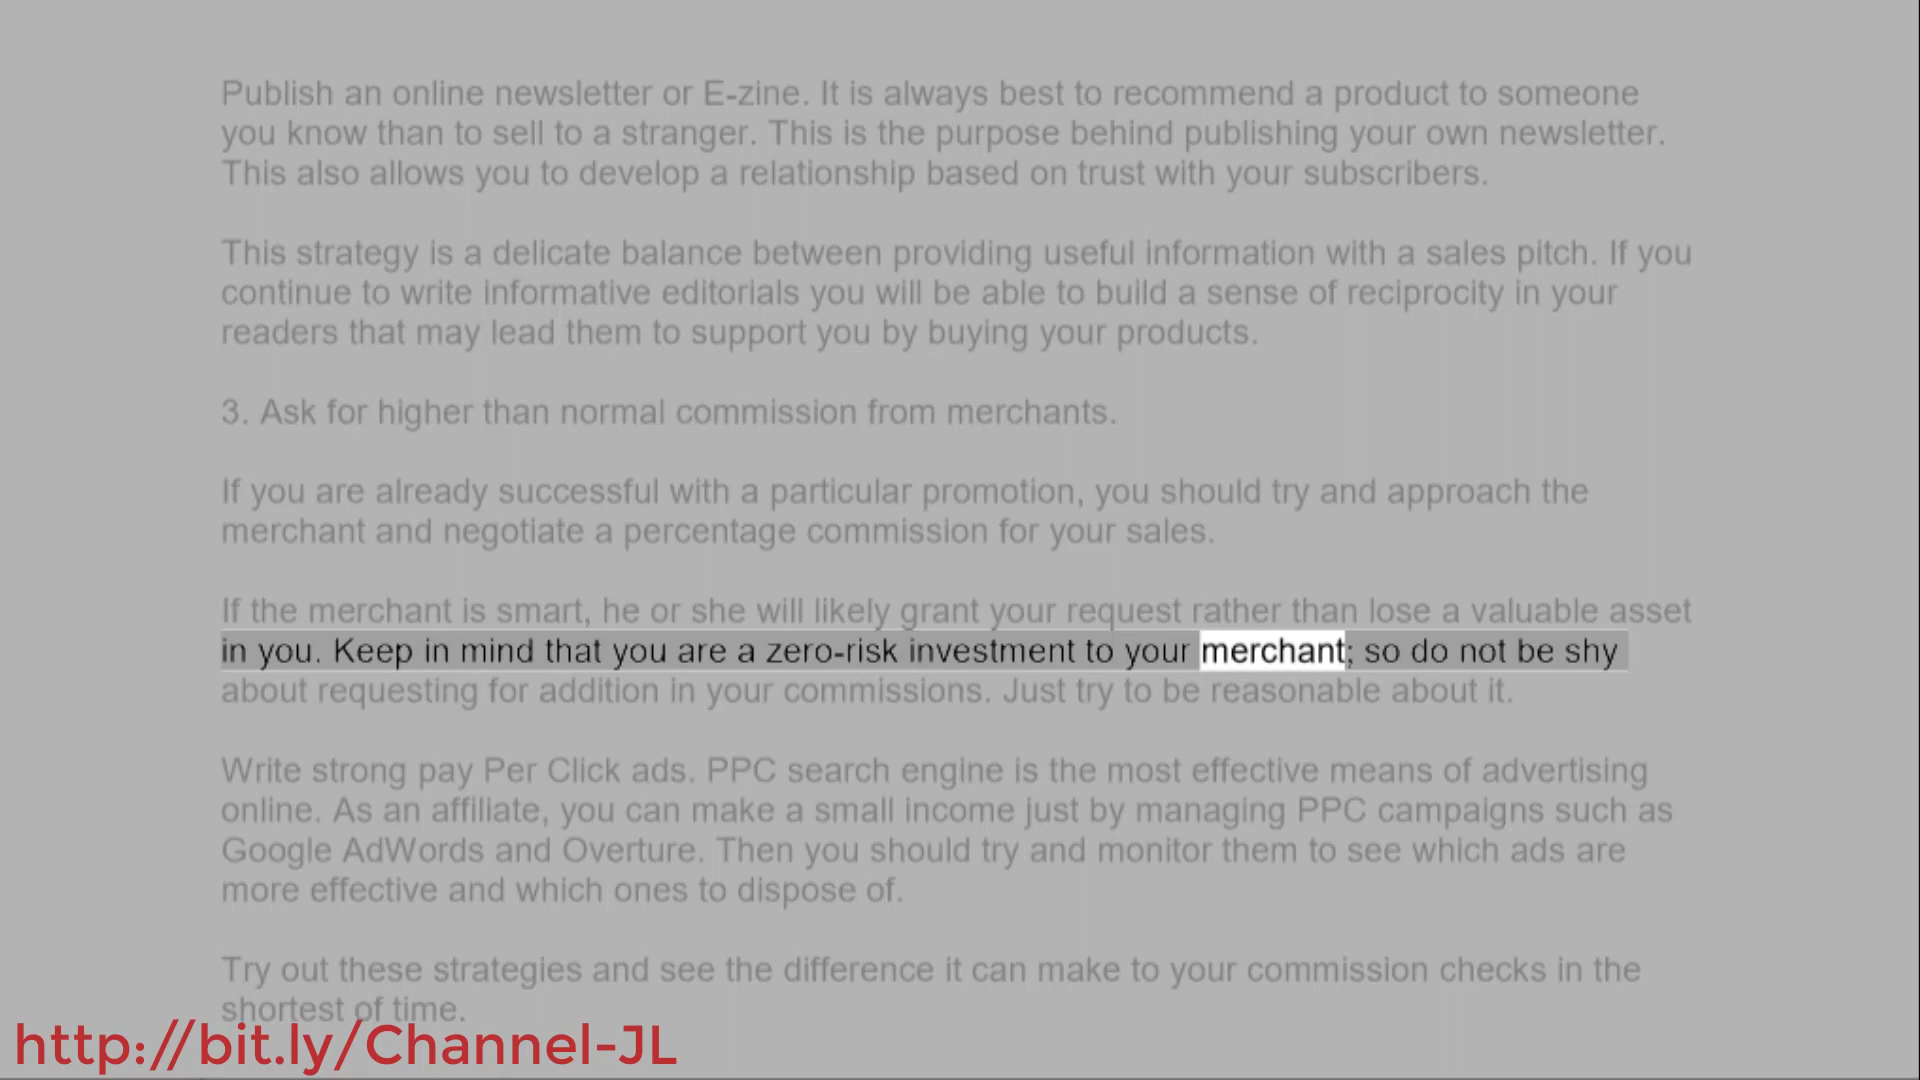 Publish an online newsletter or E-zine. It is always best to recommend a product to someone
you know than to sell to a stranger. This is the purpose behind publishing your own newsletter.
This also allows you to develop a relationship based on trust with your subscribers.
This strategy is a delicate balance between providing useful information with a sales pitch. If you
continue to write informative editorials you will be able to build a sense of reciprocity in your
readers that may lead them to support you by buying your products.
3. Ask for higher than normal commission from merchants.
If you are already successful with a particular promotion, you should try and approach the
merchant and negotiate a percentage commission for your sales.
If the merchant is smart, he or she will likely grant your request rather than lose a valuable asset
in you. Keep in mind that you are a zero-risk investment to your merchant; so do not be shy
about requesting for addition in your commissions. Just try to be reasonable about it.
Write strong pay Per Click ads. PPC search engine is the most effective means of advertising
online. As an affiliate, you can make a small income just by managing PPC campaigns such as
Google AdWords and Overture. Then you should try and monitor them to see which ads are
more effective and which ones to dispose of.
Try out these strategies and see the difference it can make to your commission checks in the
shortest of time.
http://bit.ly/Channel-JL